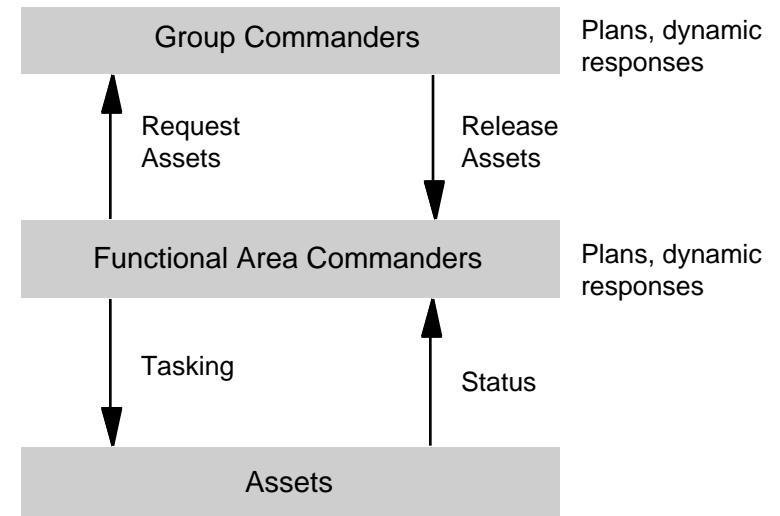 Group Commanders
Plans, dynamic
responses
Request
Assets
Release
Assets
Functional Area Commanders
Plans, dynamic
responses
Tasking
Status
Assets